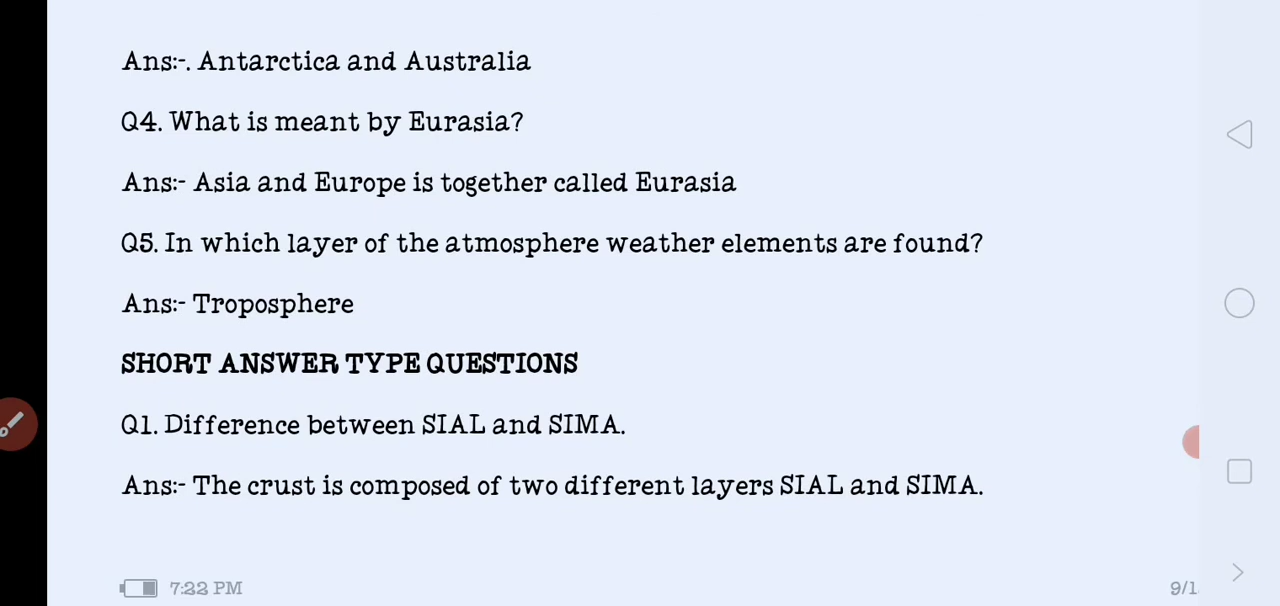 Ans:-. Antarctica and Australia
Q4. What is meant by Eurasia?
Ans:- Asia and Europe is together called Eurasia
Q5. In which layer of the atmosphere weather elements are found?
Ans:- Troposphere
SHORT ANSWER TYPE QUESTIONS
Q1. Difference between SIAL and SIMA.
Ans:- The crust is composed of two different layers SIAL and SIMA.
7:22 PM